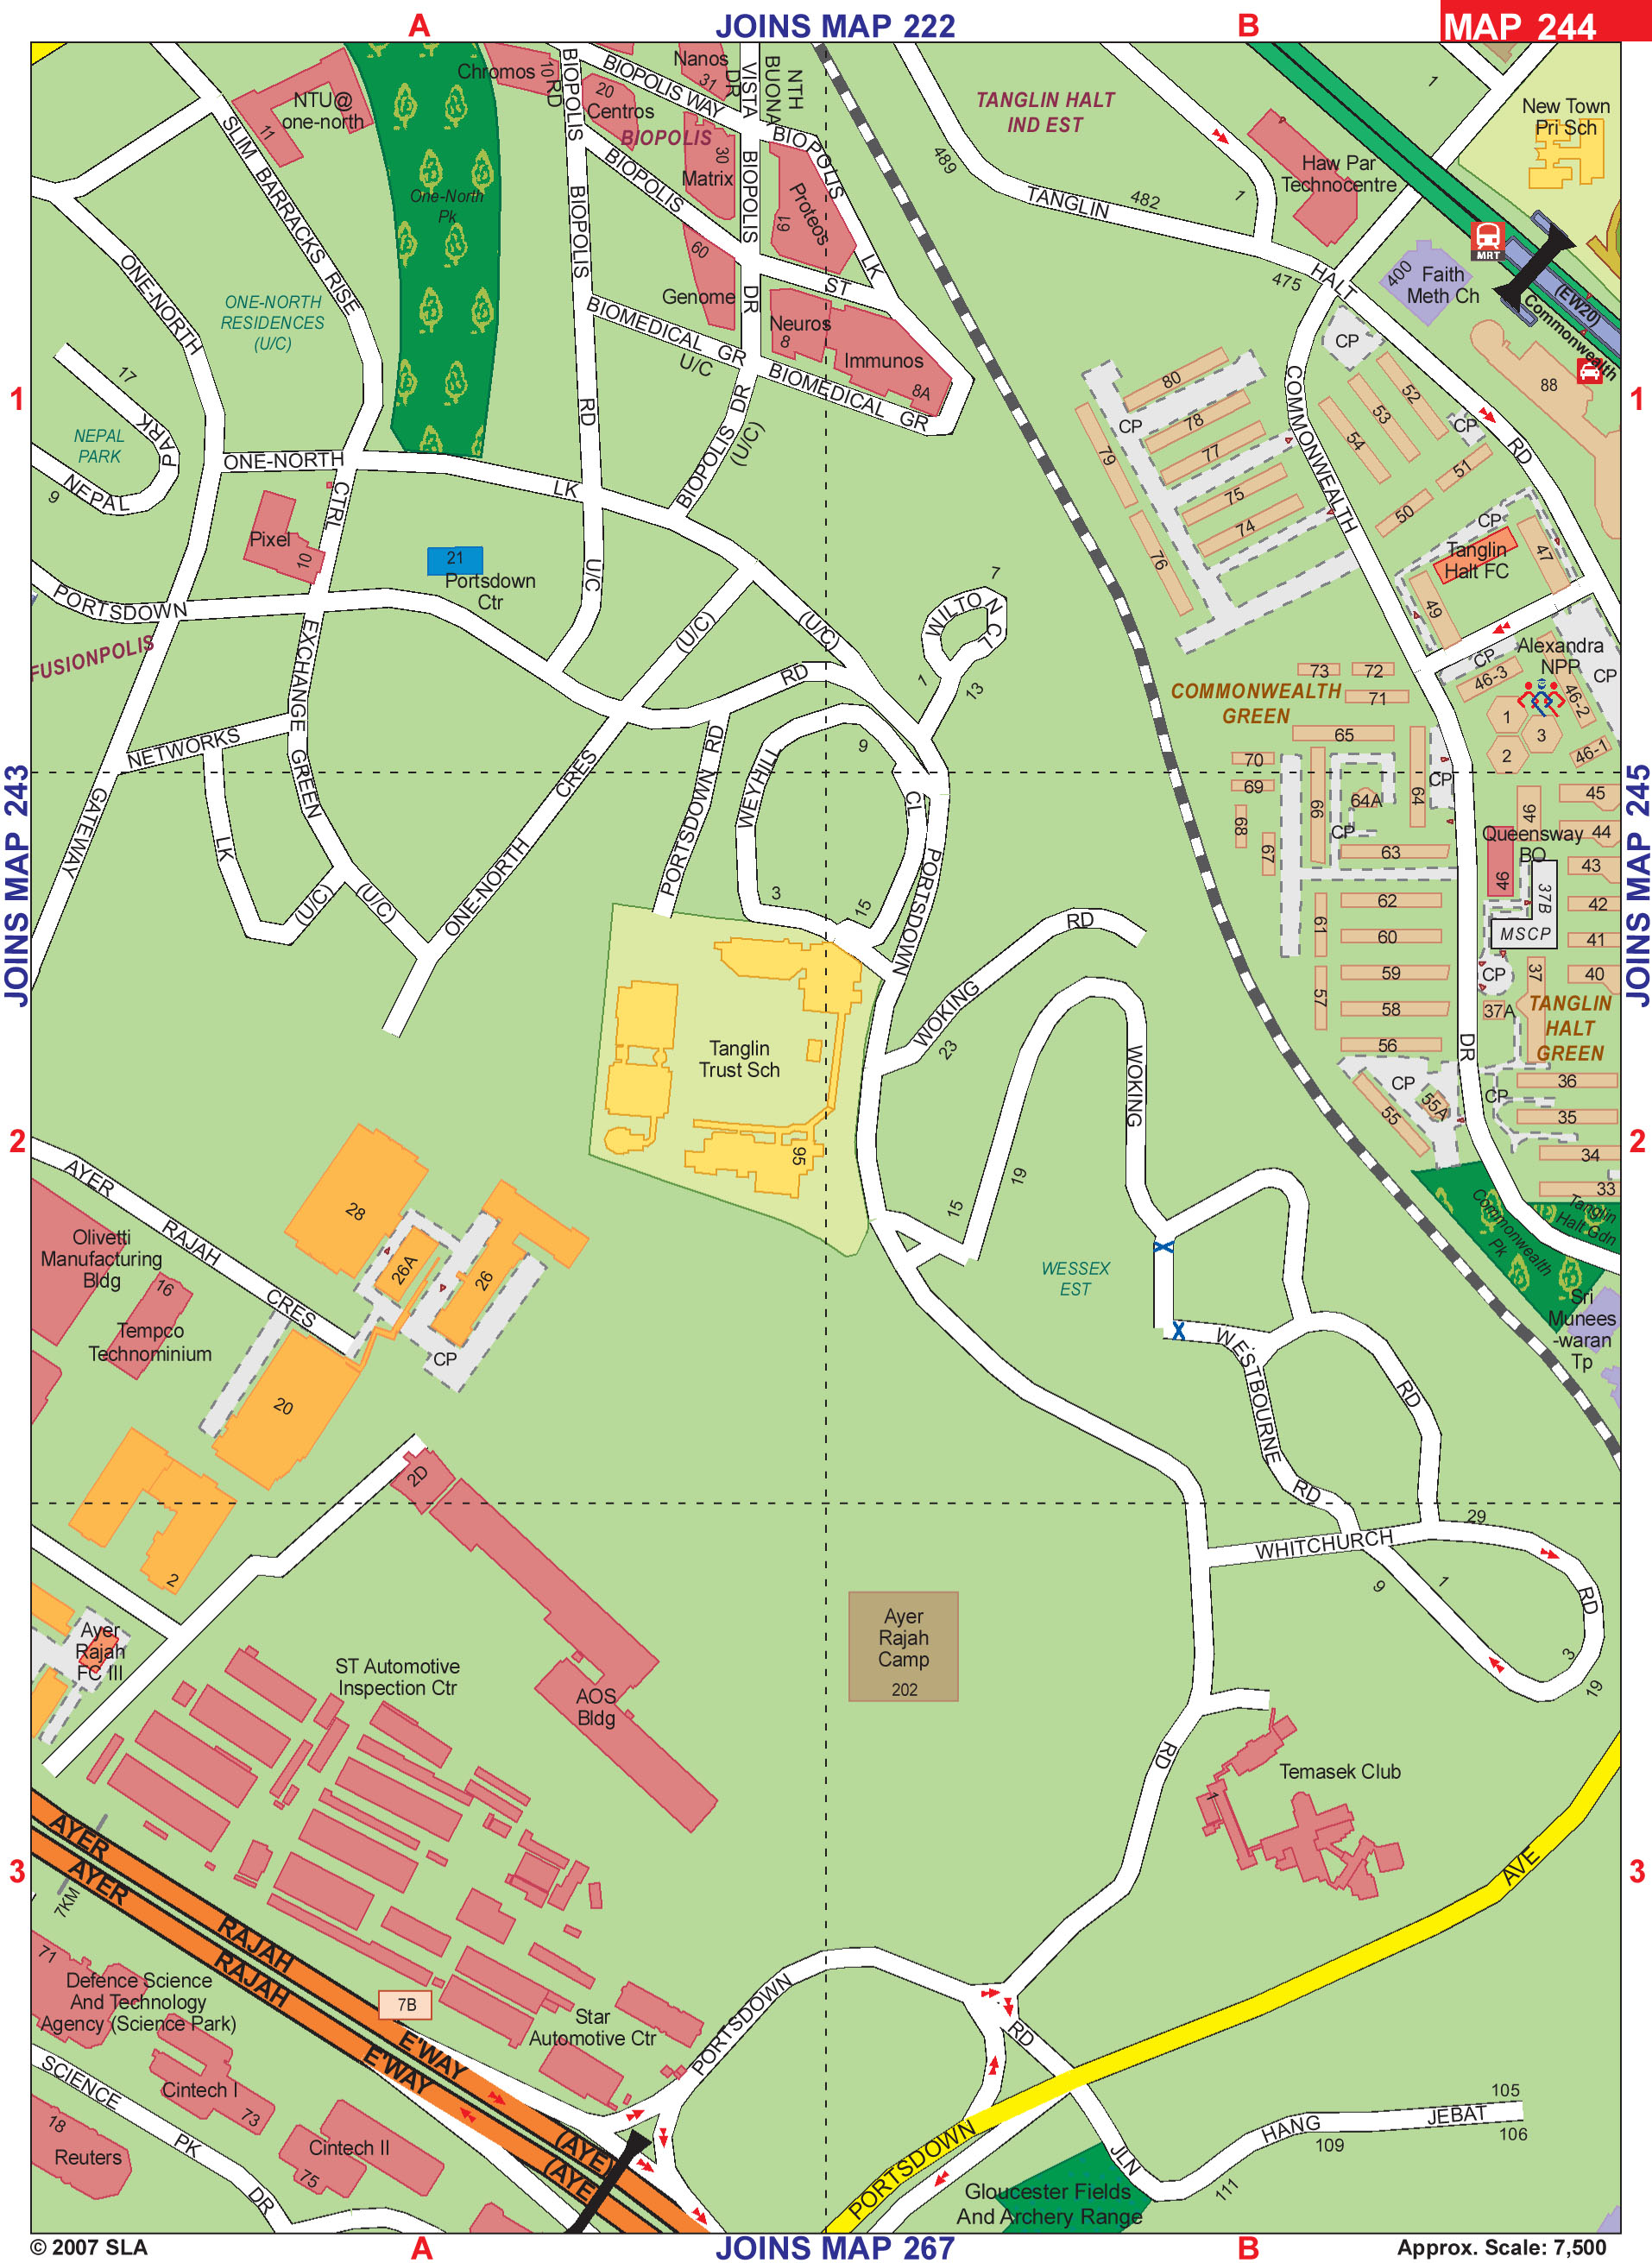 A
JOINS MAP 222
B
MAP 244
Chromos
10
RD
BIOPOLIS
BIOPOLIS WAY
Nanos
31
VISTA
DR
NTH
BUONA
20
Centros
BIOPOLIS
30
Matrix
BIOPOLIS
BIOPOLIS
LK
BIOPOLIS
DR
Proteos
61
BIOPOLIS
ST
60
Genome
BIOPOLIS
RD
U/C
Neuros
8
Immunos
8A
BIOMEDICAL GR
U/C
BIOMEDICAL GR
BIOPOLIS DR
(U/C)
NTU@
one-north
11
One-North
Pk
SLIM BARRACKS RISE
ONE-NORTH
ONE-NORTH
RESIDENCES
(U/C)
17
PARK
NEPAL
PARK
NEPAL
9
ONE-NORTH
LK
(U/C)
CTRL
Pixel
10
21
Portsdown
Ctr
PORTSDOWN
RD
FUSIONPOLIS
EXCHANGE
GREEN
(U/C)
NETWORKS
LK
(U/C)
GATEWAY
ONE-NORTH
CRES
(U/C)
PORTSDOWN RD
WEYHILL
CL
9
3
15
WILTON CL
7
1
13
PORTSDOWN
TANGLIN HALT
IND EST
489
TANGLIN
482
1
475
HALT
RD
Haw Par
Technocentre
9
1
New Town
Pri Sch
MRT
400
Faith
Meth Ch
(EW20)
Commonwealth
CP
88
COMMONWEALTH
DR
80
78
CP
77
79
75
74
76
52
53
54
CP
51
50
CP
47
Tanglin
Halt FC
49
CP
Alexandra
NPP
CP
46-3
46-2
1
3
2
46-1
73
72
COMMONWEALTH
GREEN
71
65
70
69
68
67
66
64A
64
CP
CP
63
62
61
60
59
57
58
56
45
46
44
Queensway
BO
43
46
37B
42
MSCP
41
CP
37
40
37A
TANGLIN
HALT
GREEN
36
CP
CP
35
55
55A
34
33
Commonwealth
Pk
Tanglin
Halt Gdn
Sri
Munees
-waran
Tp
JOINS MAP 243
JOINS MAP 245
1
1
2
2
3
3
Tanglin
Trust Sch
95
WOKING
RD
23
WOKING
19
15
WESSEX
EST
WESTBOURNE
RD
RD
WHITCHURCH
RD
29
9
1
3
19
AYER
RAJAH
CRES
28
26A
26
CP
20
Olivetti
Manufacturing
Bldg
16
Tempco
Technominium
2D
2
Ayer
Rajah
FC III
ST Automotive
Inspection Ctr
AOS
Bldg
Ayer
Rajah
Camp
202
Temasek Club
1
RD
AYER
RAJAH
E'WAY
(AYE)
AYER
RAJAH
E'WAY
(AYE
7KM
7B
71
Defence Science
And Technology
Agency (Science Park)
Star
Automotive Ctr
SCIENCE
PK
DR
Cintech I
73
Cintech II
75
18
Reuters
PORTSDOWN
RD
PORTSDOWN
AVE
JLN
HANG
JEBAT
105
106
109
111
Gloucester Fields
And Archery Range
© 2007 SLA
A
JOINS MAP 267
B
Approx. Scale: 7,500